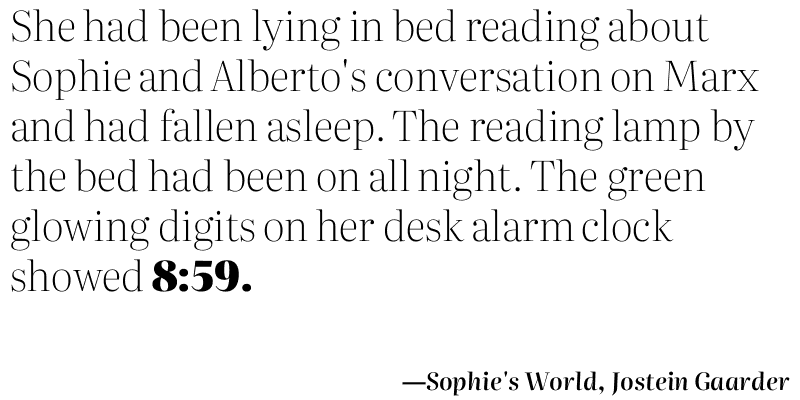 She had been lying in bed reading about
Sophie and Alberto's conversation on Marx
and had fallen asleep. The reading lamp by
the bed had been on all night. The green
glowing digits on her desk alarm clock
showed 8:59.
—Sophie's World, Jostein Gaarder